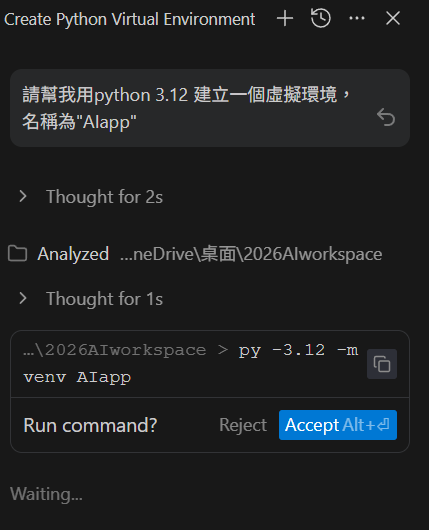 Create Python Virtual Environment
請幫我用python 3.12 建立一個虛擬環境，
名稱為"AIapp"
Thought for 2s
Analyzed ...neDrive\桌面\2026AIworkspace
Thought for 1s
…\2026AIworkspace > py -3.12 -m
venv AIapp
Run command? Reject Accept Alt+⏎
Waiting...